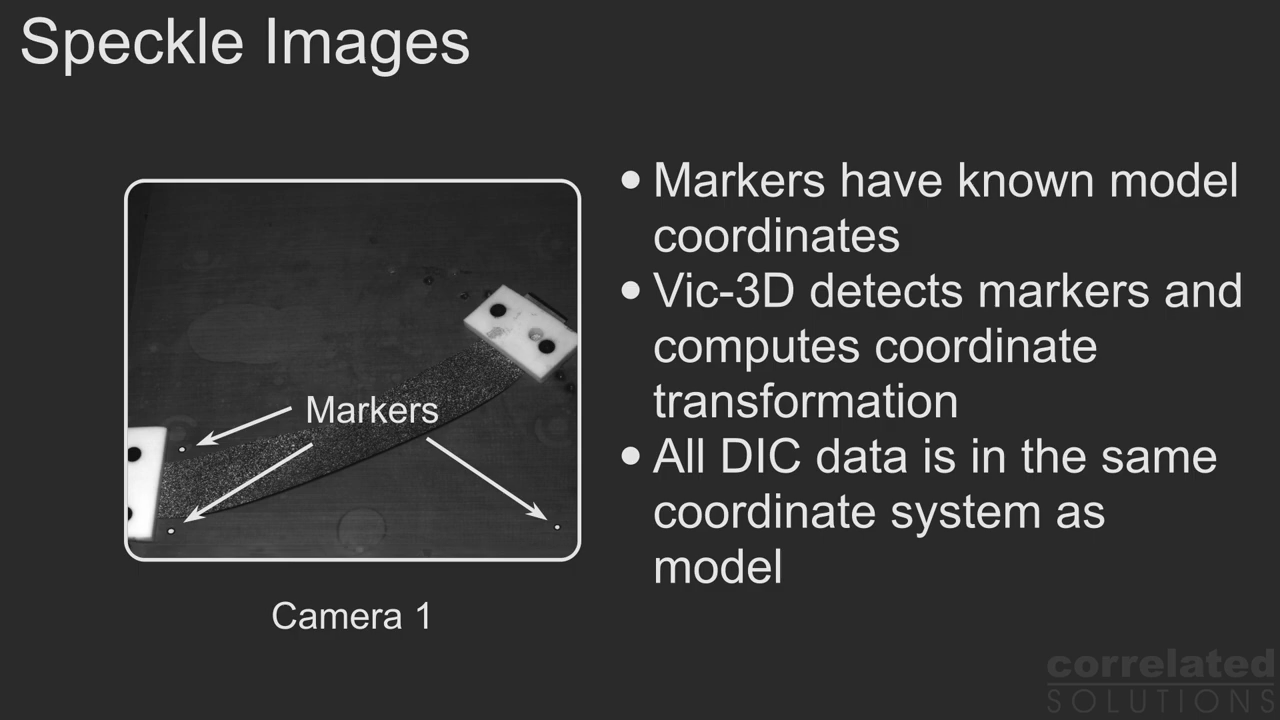 Speckle Images
Markers have known model
coordinates
Vic-3D detects markers and
computes coordinate
transformation
All DIC data is in the same
coordinate system as
model
Markers
Camera 1
correlated
SOLUTIONS